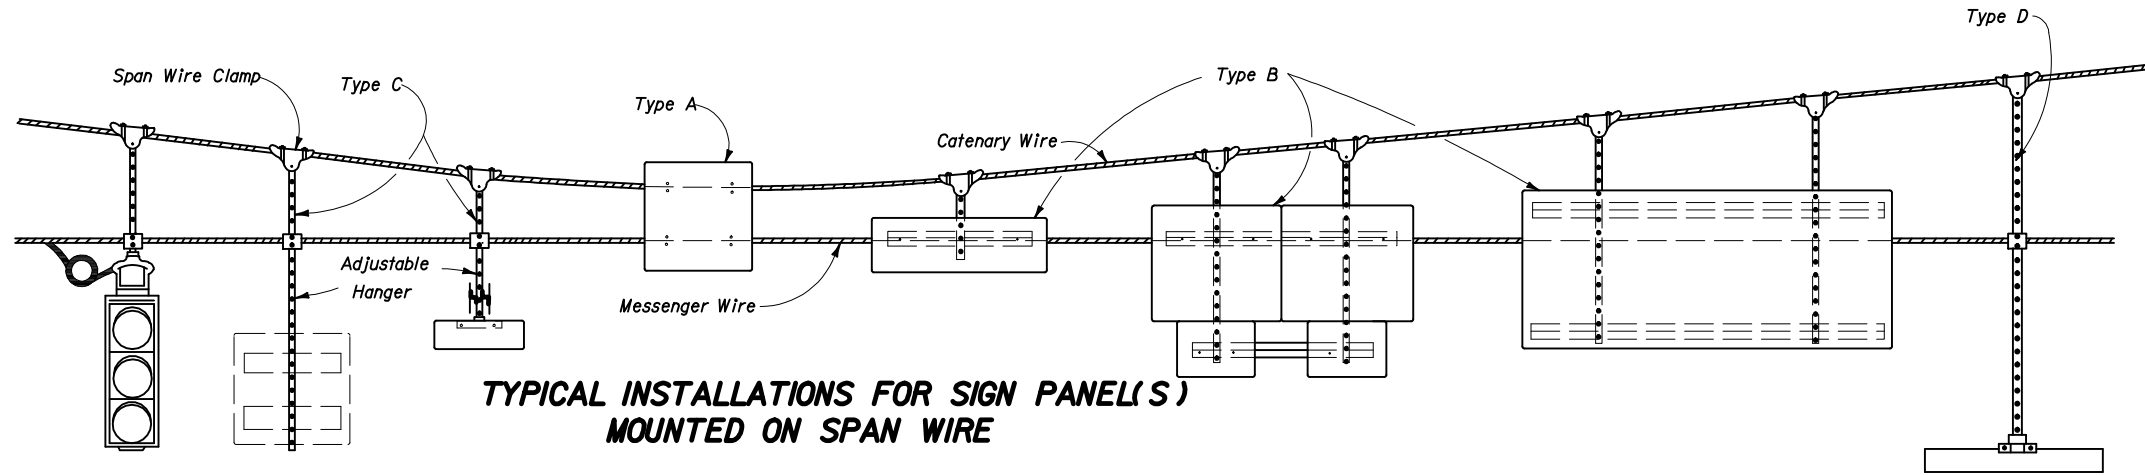 Type D
Span Wire Clamp
Type C
Type A
Type B
Catenary Wire
Adjustable
Hanger
Messenger Wire
TYPICAL INSTALLATIONS FOR SIGN PANEL(S)
MOUNTED ON SPAN WIRE